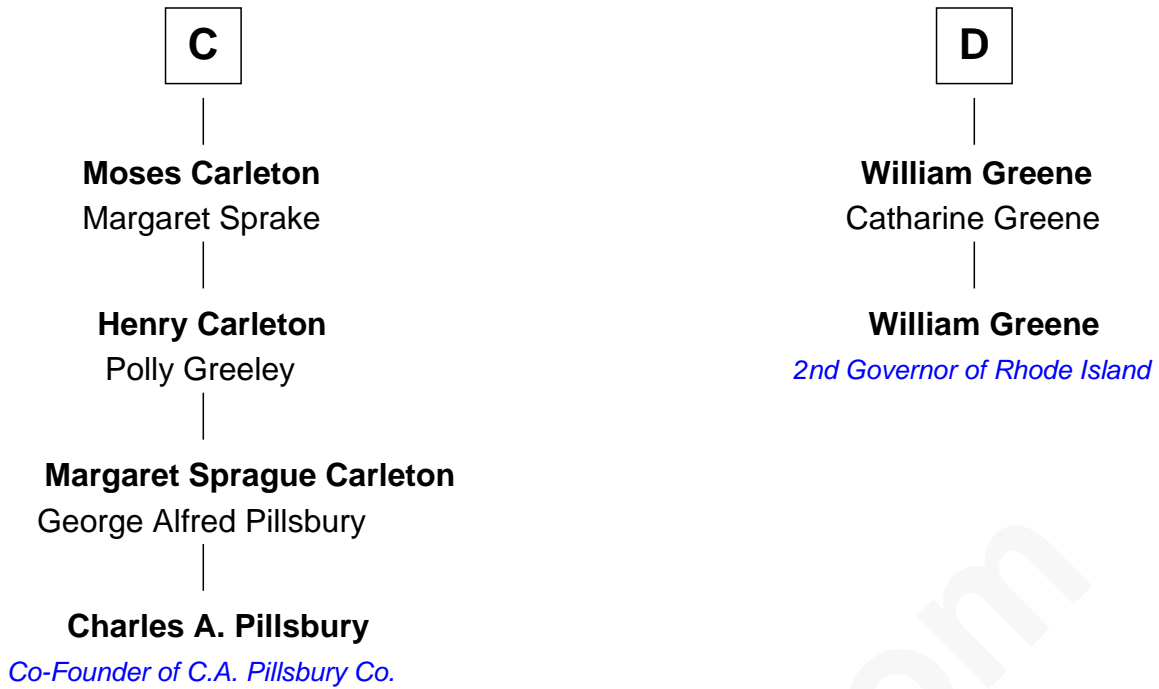 C
Moses Carleton
Margaret Sprake
Henry Carleton
Polly Greeley
Margaret Sprague Carleton
George Alfred Pillsbury
Charles A. Pillsbury
Co-Founder of C.A. Pillsbury Co.
D
William Greene
Catharine Greene
William Greene
2nd Governor of Rhode Island
om